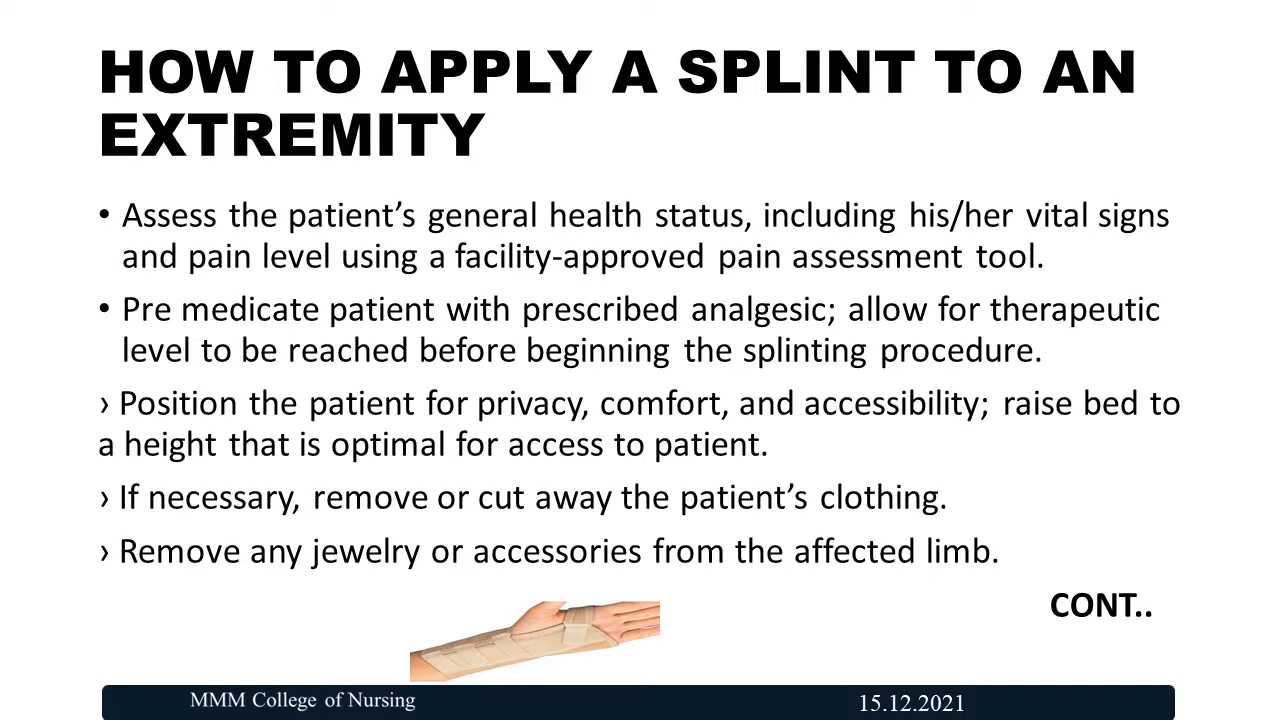 HOW TO APPLY A SPLINT TO AN
EXTREMITY
• Assess the patient’s general health status, including his/her vital signs
and pain level using a facility-approved pain assessment tool.
• Pre medicate patient with prescribed analgesic; allow for therapeutic
level to be reached before beginning the splinting procedure.
› Position the patient for privacy, comfort, and accessibility; raise bed to
a height that is optimal for access to patient.
› If necessary, remove or cut away the patient’s clothing.
› Remove any jewelry or accessories from the affected limb.
CONT..
MMM College of Nursing
15.12.2021